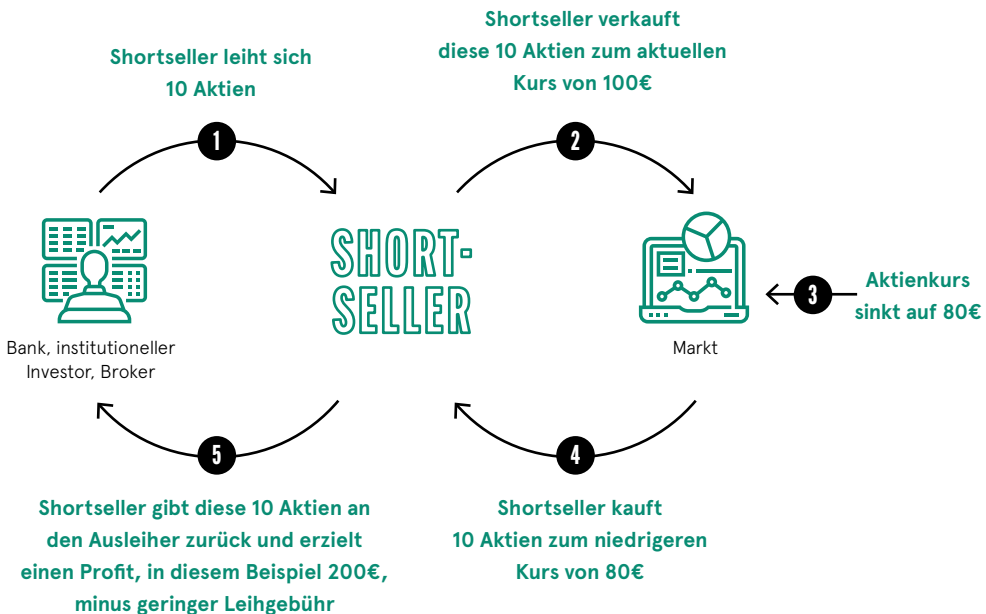 Shortseller leiht sich
10 Aktien
1
Shortseller verkauft
diese 10 Aktien zum aktuellen
Kurs von 100€
2
Bank, institutioneller
Investor, Broker
SHORT-
SELLER
Markt
3
Aktienkurs
sinkt auf 80€
4
Shortseller kauft
10 Aktien zum niedrigeren
Kurs von 80€
5
Shortseller gibt diese 10 Aktien an
den Ausleiher zurück und erzielt
einen Profit, in diesem Beispiel 200€,
minus geringer Leihgebühr